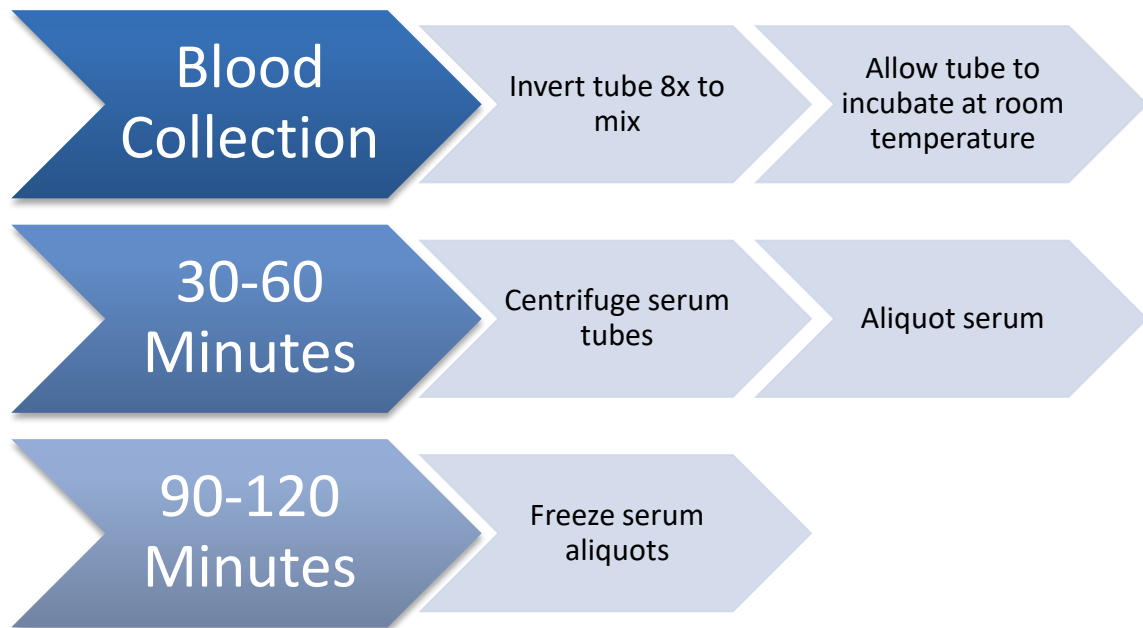 Blood
Collection
Invert tube 8x to
mix
Allow tube to
incubate at room
temperature
30-60
Minutes
Centrifuge serum
tubes
Aliquot serum
90-120
Minutes
Freeze serum
aliquots